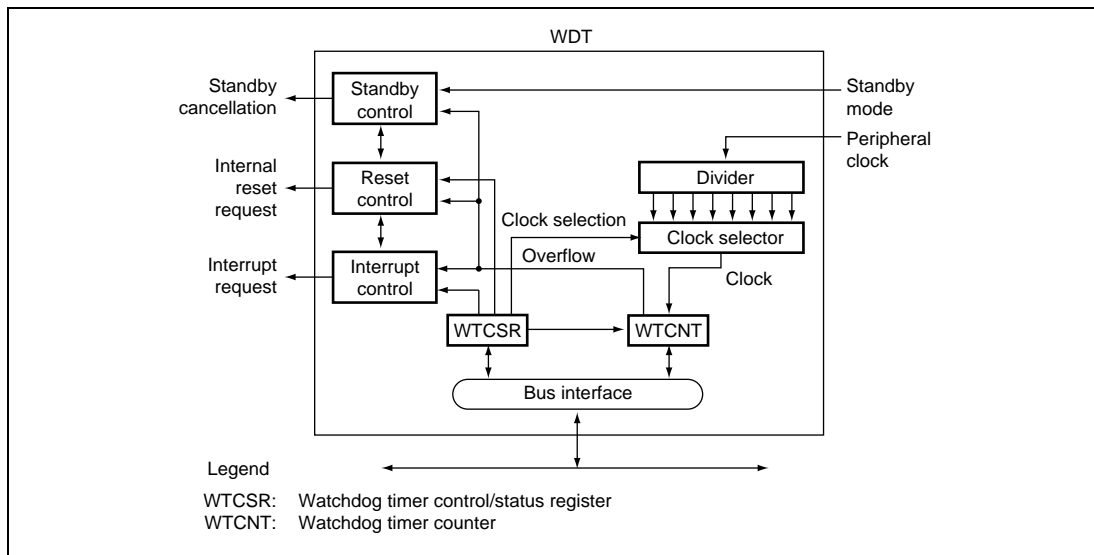 WDT
Standby
cancellation
Standby
control
Standby
mode
Peripheral
clock
Internal
reset
request
Reset
control
Divider
Clock selection
Clock selector
Interrupt
request
Interrupt
control
Overflow
Clock
WTCSR
WTCNT
Bus interface
Legend
WTCSR: Watchdog timer control/status register
WTCNT: Watchdog timer counter